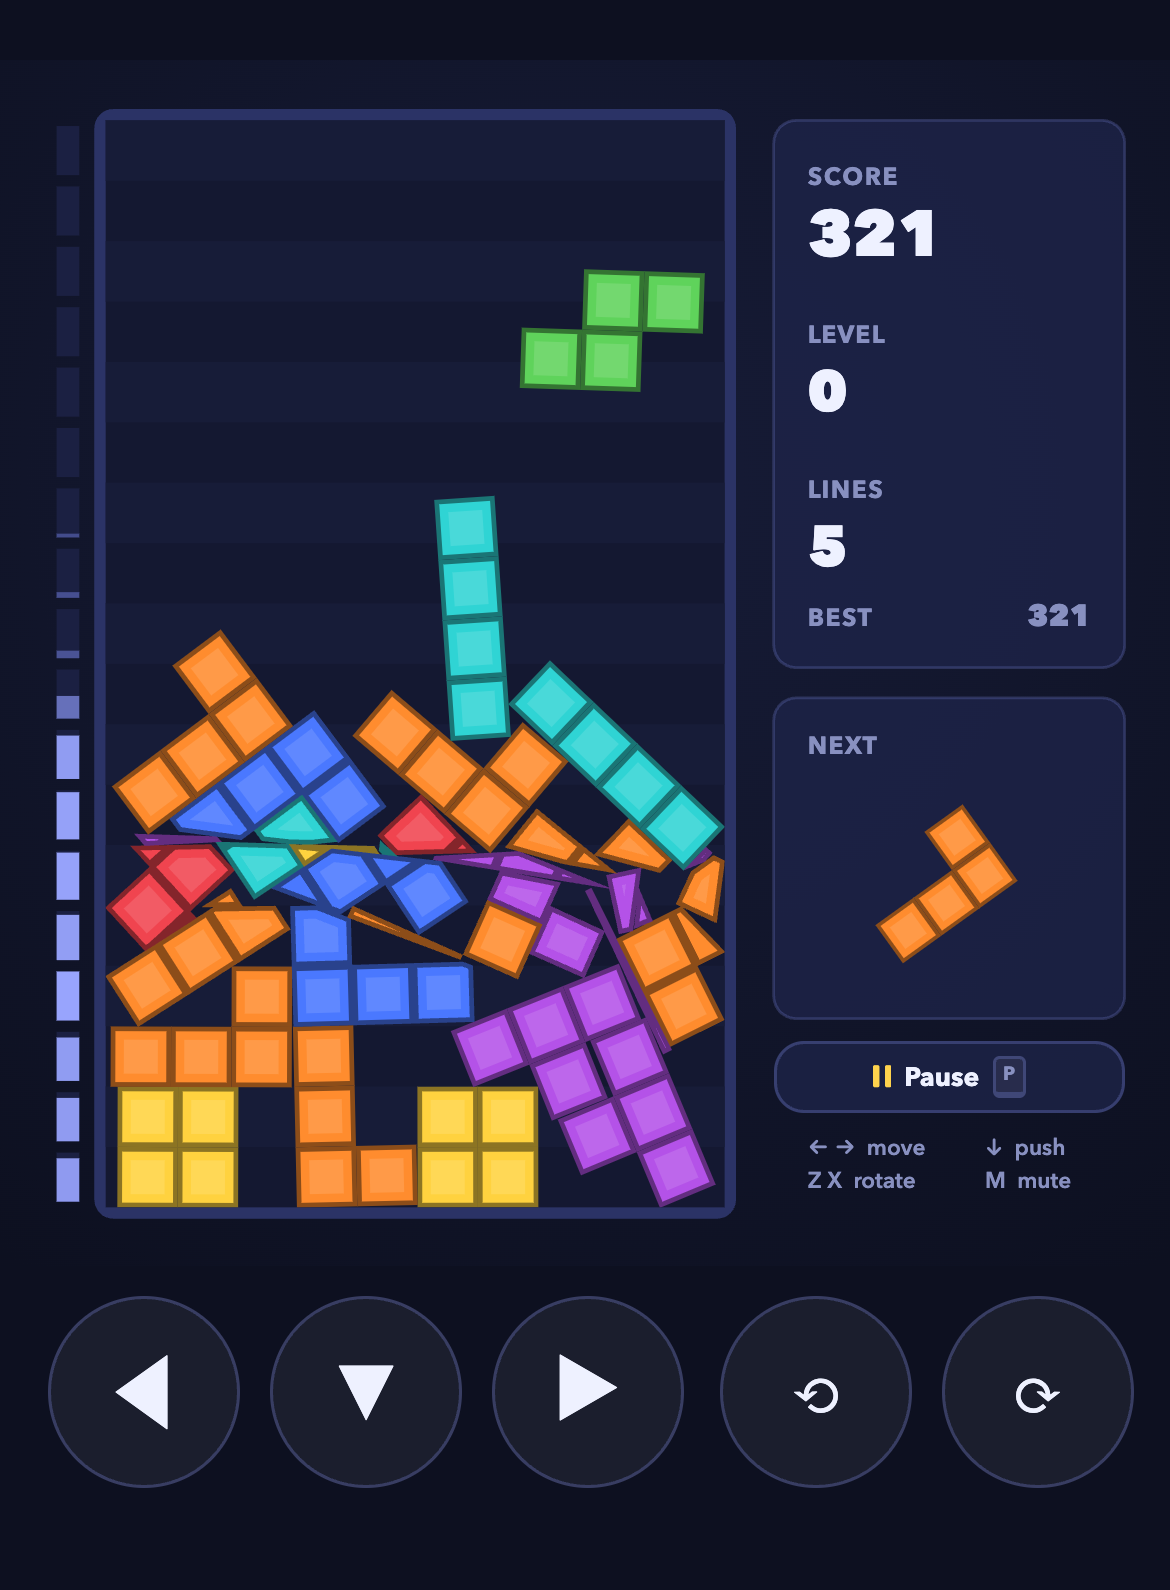 SCORE
321
LEVEL
0
LINES
5
BEST 321
NEXT
Pause P
← → move ↓ push
Z X rotate M mute